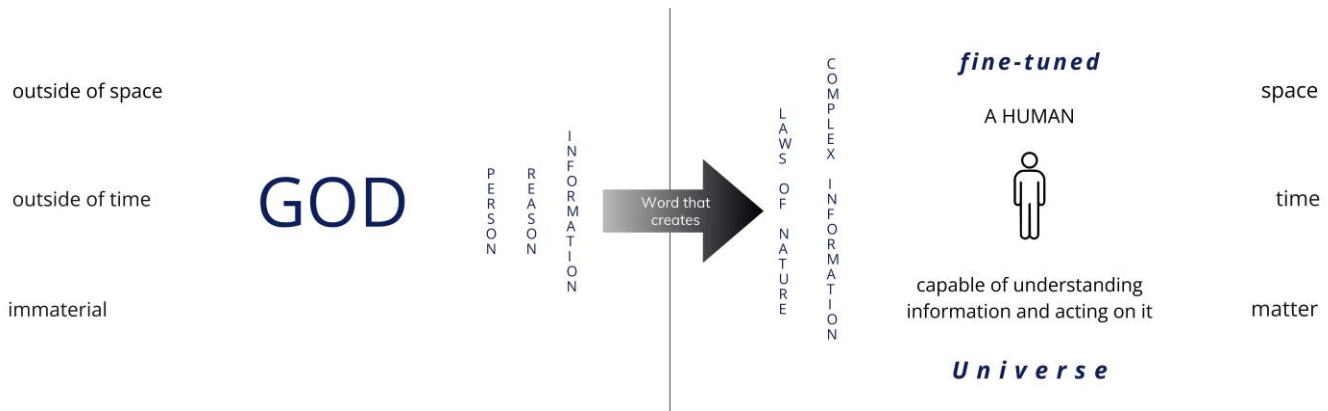 outside of space
outside of time
immaterial
GOD
PERSON
REASON
INFORMATION
Word that
creates
LAWS OF NATURE
COMPLEX INFORMATION
fine-tuned
A HUMAN
capable of understanding
information and acting on it
Universe
space
time
matter